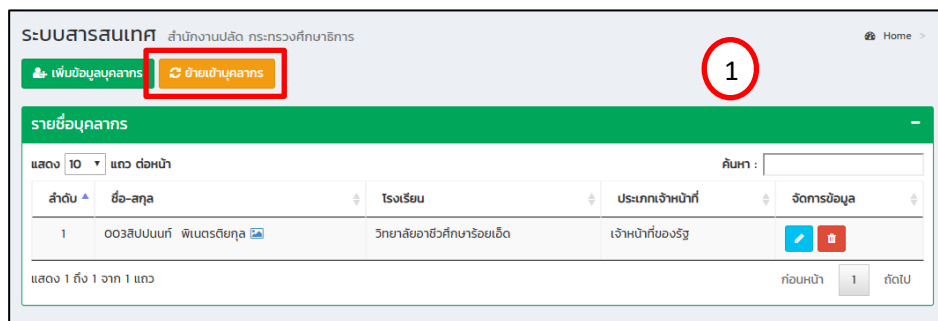 ระบบสารสนเทศ สำนักงานปลัด กระทรวงศึกษาธิการ Home >
เพิ่มข้อมูลบุคลากร ย้ายเข้าบุคลากร
1
รายชื่อบุคลากร
แสดง 10 แถว ต่อหน้า ค้นหา :
ลำดับ ชื่อ-สกุล โรงเรียน ประเภทเจ้าหน้าที่ จัดการข้อมูล
1 003สิปปนนท์ พิเนตรติยกุล วิทยาลัยอาชีวศึกษาร้อยเอ็ด เจ้าหน้าที่ของรัฐ
แสดง 1 ถึง 1 จาก 1 แถว ก่อนหน้า 1 ถัดไป